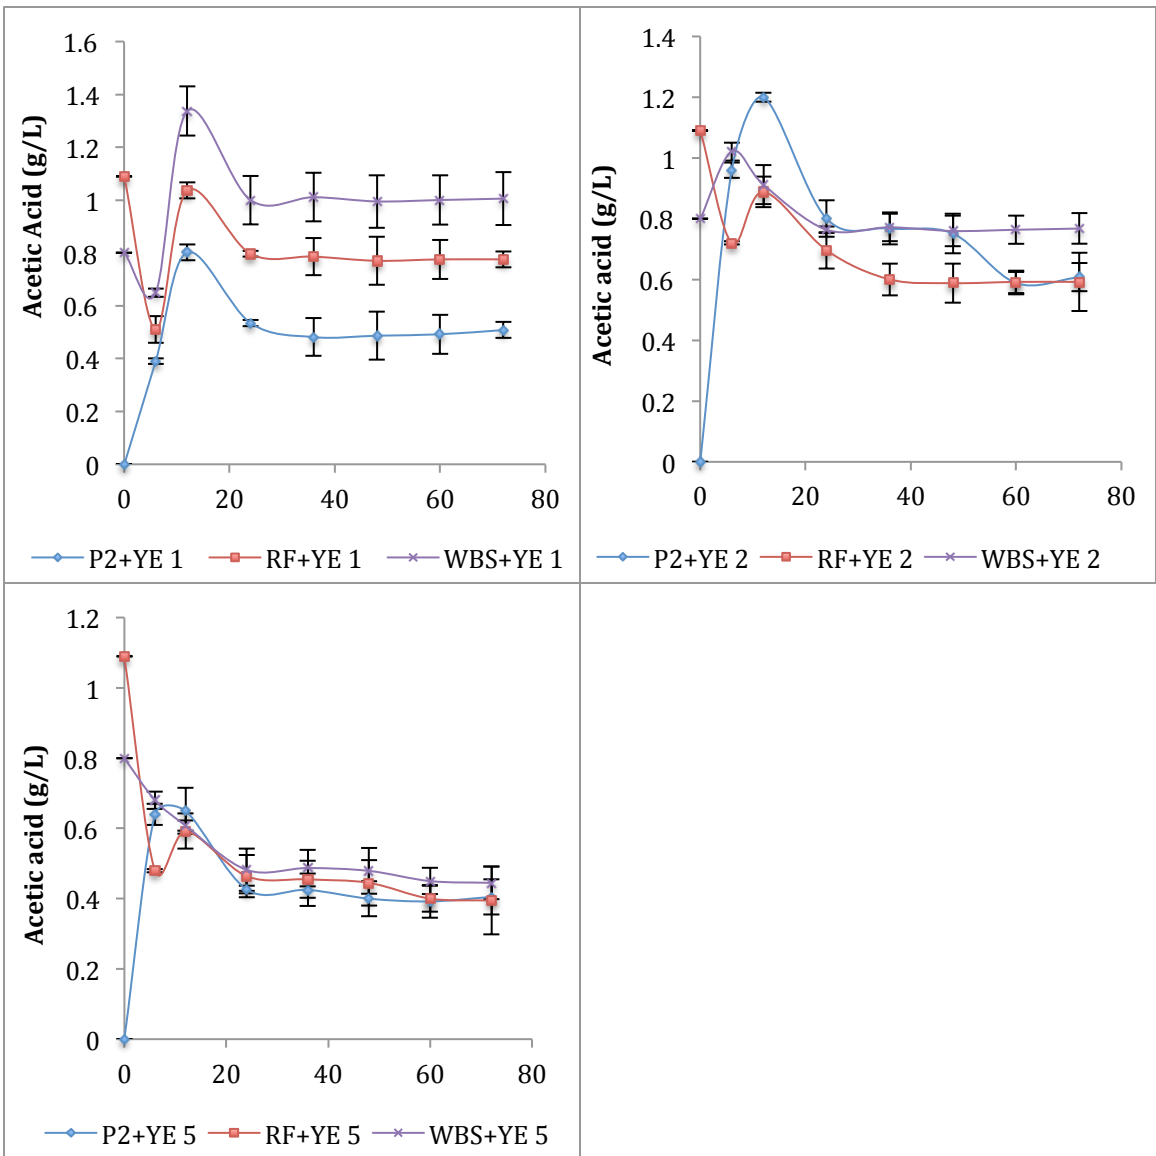 Acetic Acid (g/L)
1.6
1.4
1.2
1.0
0.8
0.6
0.4
0.2
0
0 20 40 60 80
P2+YE 1 RF+YE 1 WBS+YE 1
Acetic acid (g/L)
1.4
1.2
1
0.8
0.6
0.4
0.2
0
0 20 40 60 80
P2+YE 2 RF+YE 2 WBS+YE 2
Acetic acid (g/L)
1.2
1
0.8
0.6
0.4
0.2
0
0 20 40 60 80
P2+YE 5 RF+YE 5 WBS+YE 5